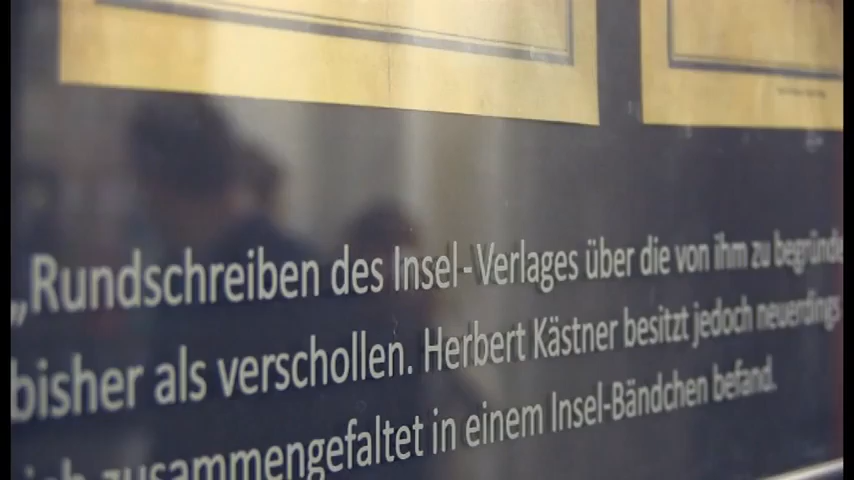 „Rundschreiben des Insel-Verlages über die von ihm zu begründe
bisher als verschollen. Herbert Kästner besitzt jedoch neuerdings
zusammengefaltet in einem Insel-Bändchen befand.